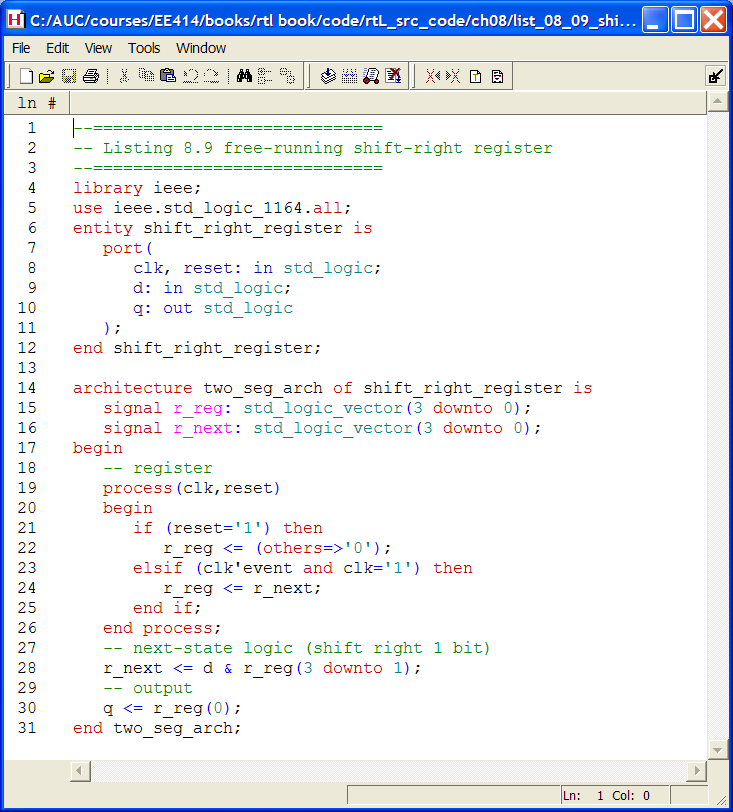 C:/AUC/courses/EE414/books/rtl book/code/rtL_src_code/ch08/list_08_09_shi...
File Edit View Tools Window
ln #
1 --=============================
2 -- Listing 8.9 free-running shift-right register
3 --=============================
4 library ieee;
5 use ieee.std_logic_1164.all;
6 entity shift_right_register is
7    port(
8       clk, reset: in std_logic;
9       d: in std_logic;
10       q: out std_logic
11    );
12 end shift_right_register;
13
14 architecture two_seg_arch of shift_right_register is
15    signal r_reg: std_logic_vector(3 downto 0);
16    signal r_next: std_logic_vector(3 downto 0);
17 begin
18    -- register
19    process(clk,reset)
20    begin
21       if (reset='1') then
22          r_reg <= (others=>'0');
23       elsif (clk'event and clk='1') then
24          r_reg <= r_next;
25       end if;
26    end process;
27    -- next-state logic (shift right 1 bit)
28    r_next <= d & r_reg(3 downto 1);
29    -- output
30    q <= r_reg(0);
31 end two_seg_arch;
Ln: 1 Col: 0